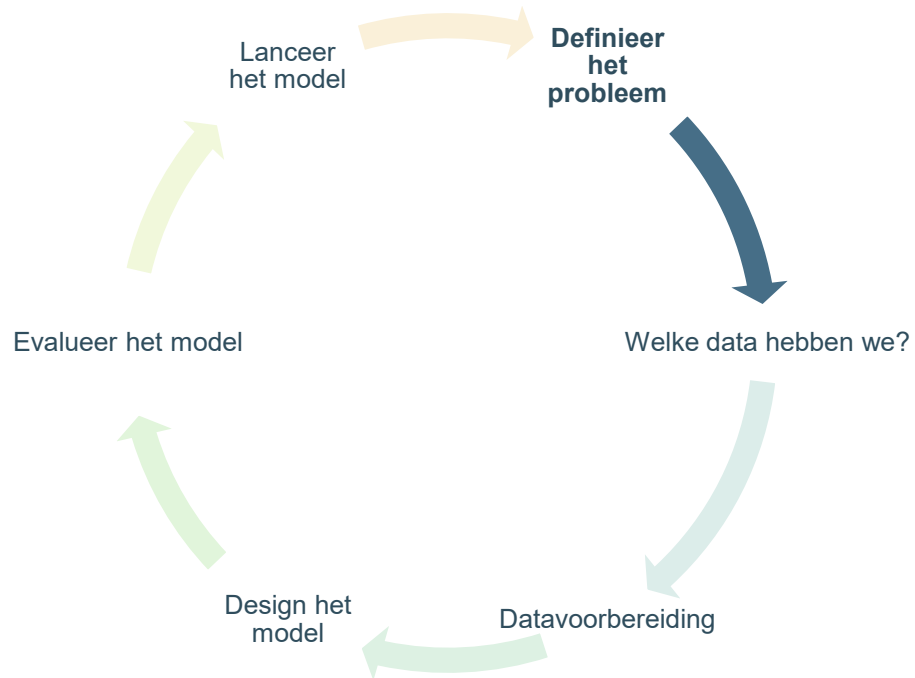 Definieer
het
probleem
Welke data hebben we?
Datavoorbereiding
Design het
model
Evalueer het model
Lanceer
het model